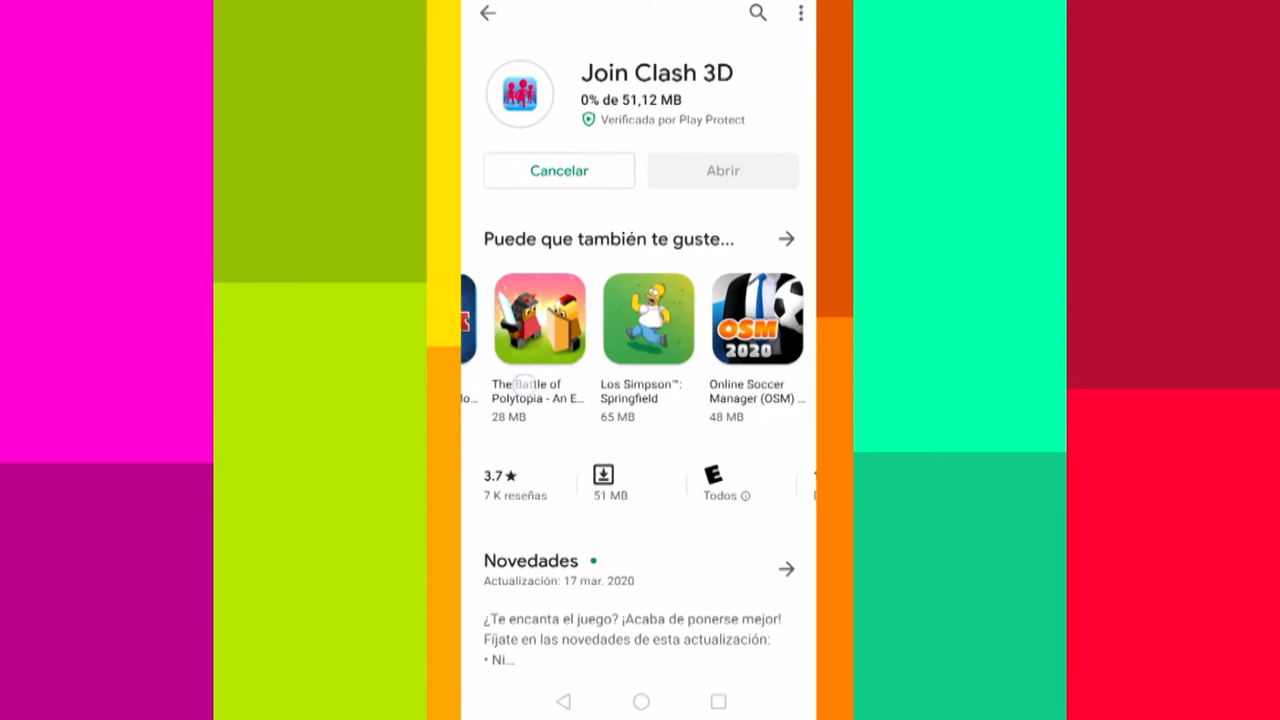 Join Clash 3D
0% de 51,12 MB
Verificada por Play Protect
Cancelar
Abrir
Puede que también te guste...
OSM
2020
The Battle of
Polytopia - An E...
28 MB
Los Simpson™:
Springfield
65 MB
Online Soccer
Manager (OSM) ...
48 MB
3.7★
7 K reseñas
51 MB
E
Todos
Novedades
Actualización: 17 mar. 2020
¿Te encanta el juego? ¡Acaba de ponerse mejor!
Fíjate en las novedades de esta actualización:
• Ni...